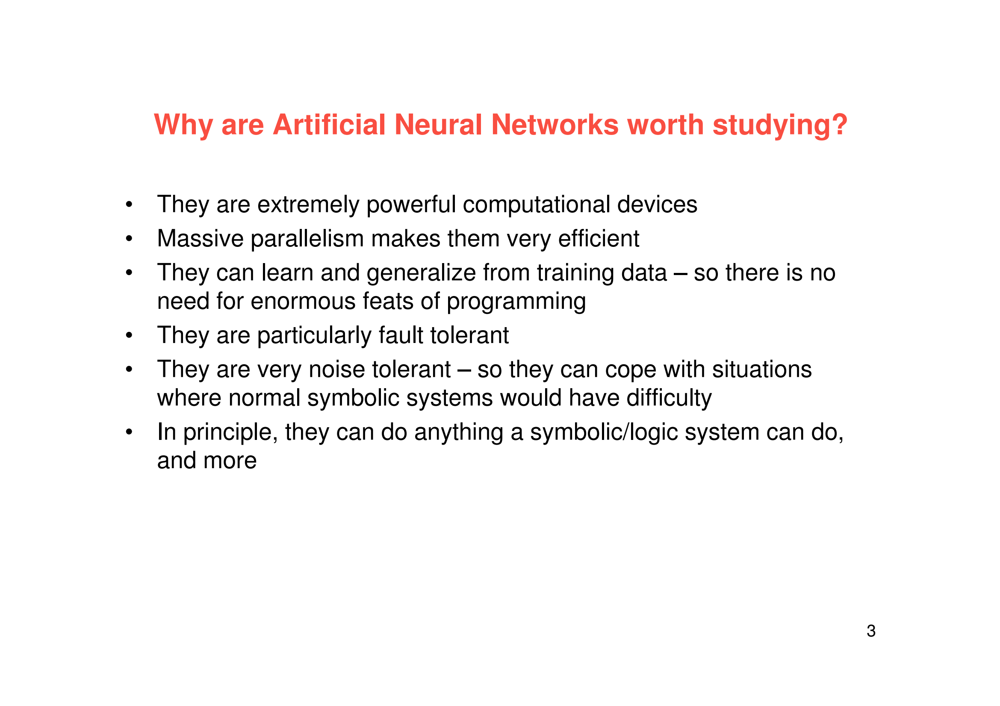 Why are Artificial Neural Networks worth studying?
• They are extremely powerful computational devices
• Massive parallelism makes them very efficient
• They can learn and generalize from training data – so there is no
need for enormous feats of programming
• They are particularly fault tolerant
• They are very noise tolerant – so they can cope with situations
where normal symbolic systems would have difficulty
• In principle, they can do anything a symbolic/logic system can do,
and more
3